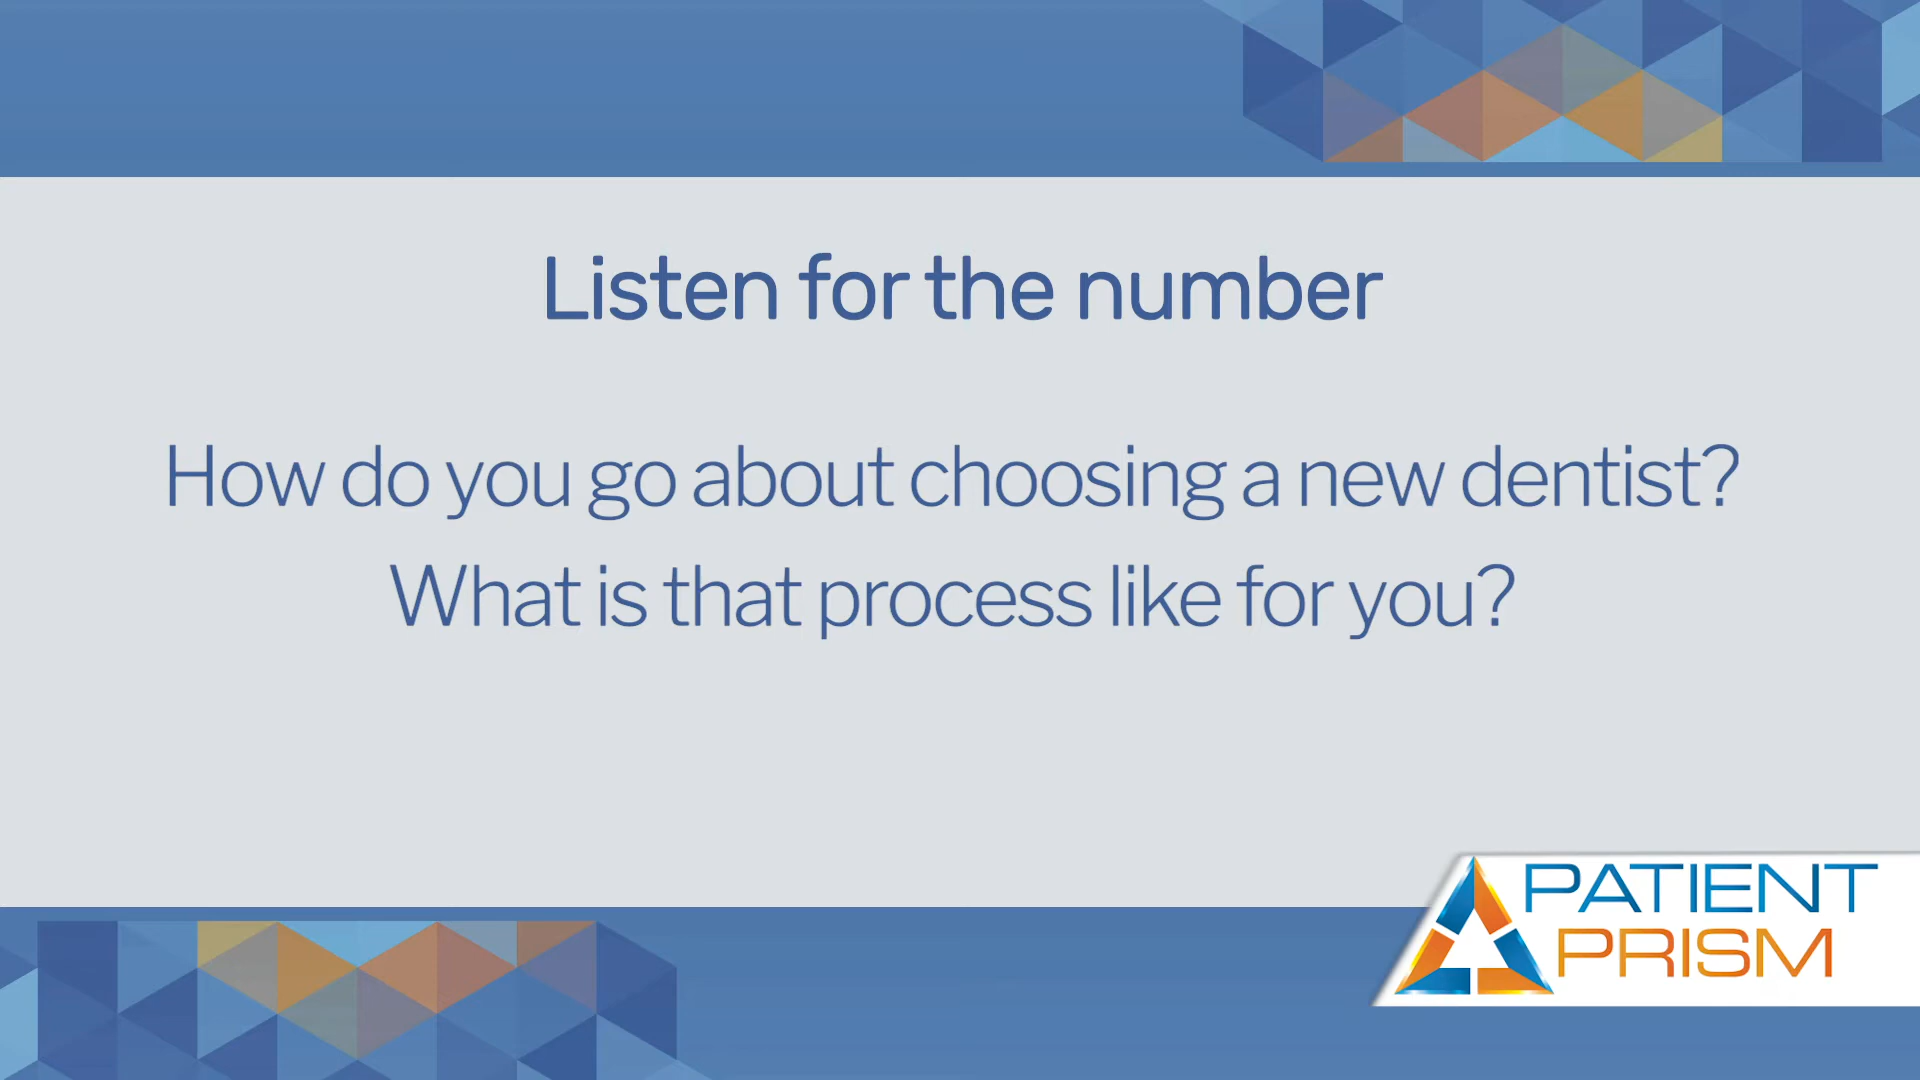 Listen for the number
How do you go about choosing a new dentist?
What is that process like for you?
PATIENT
PRISM